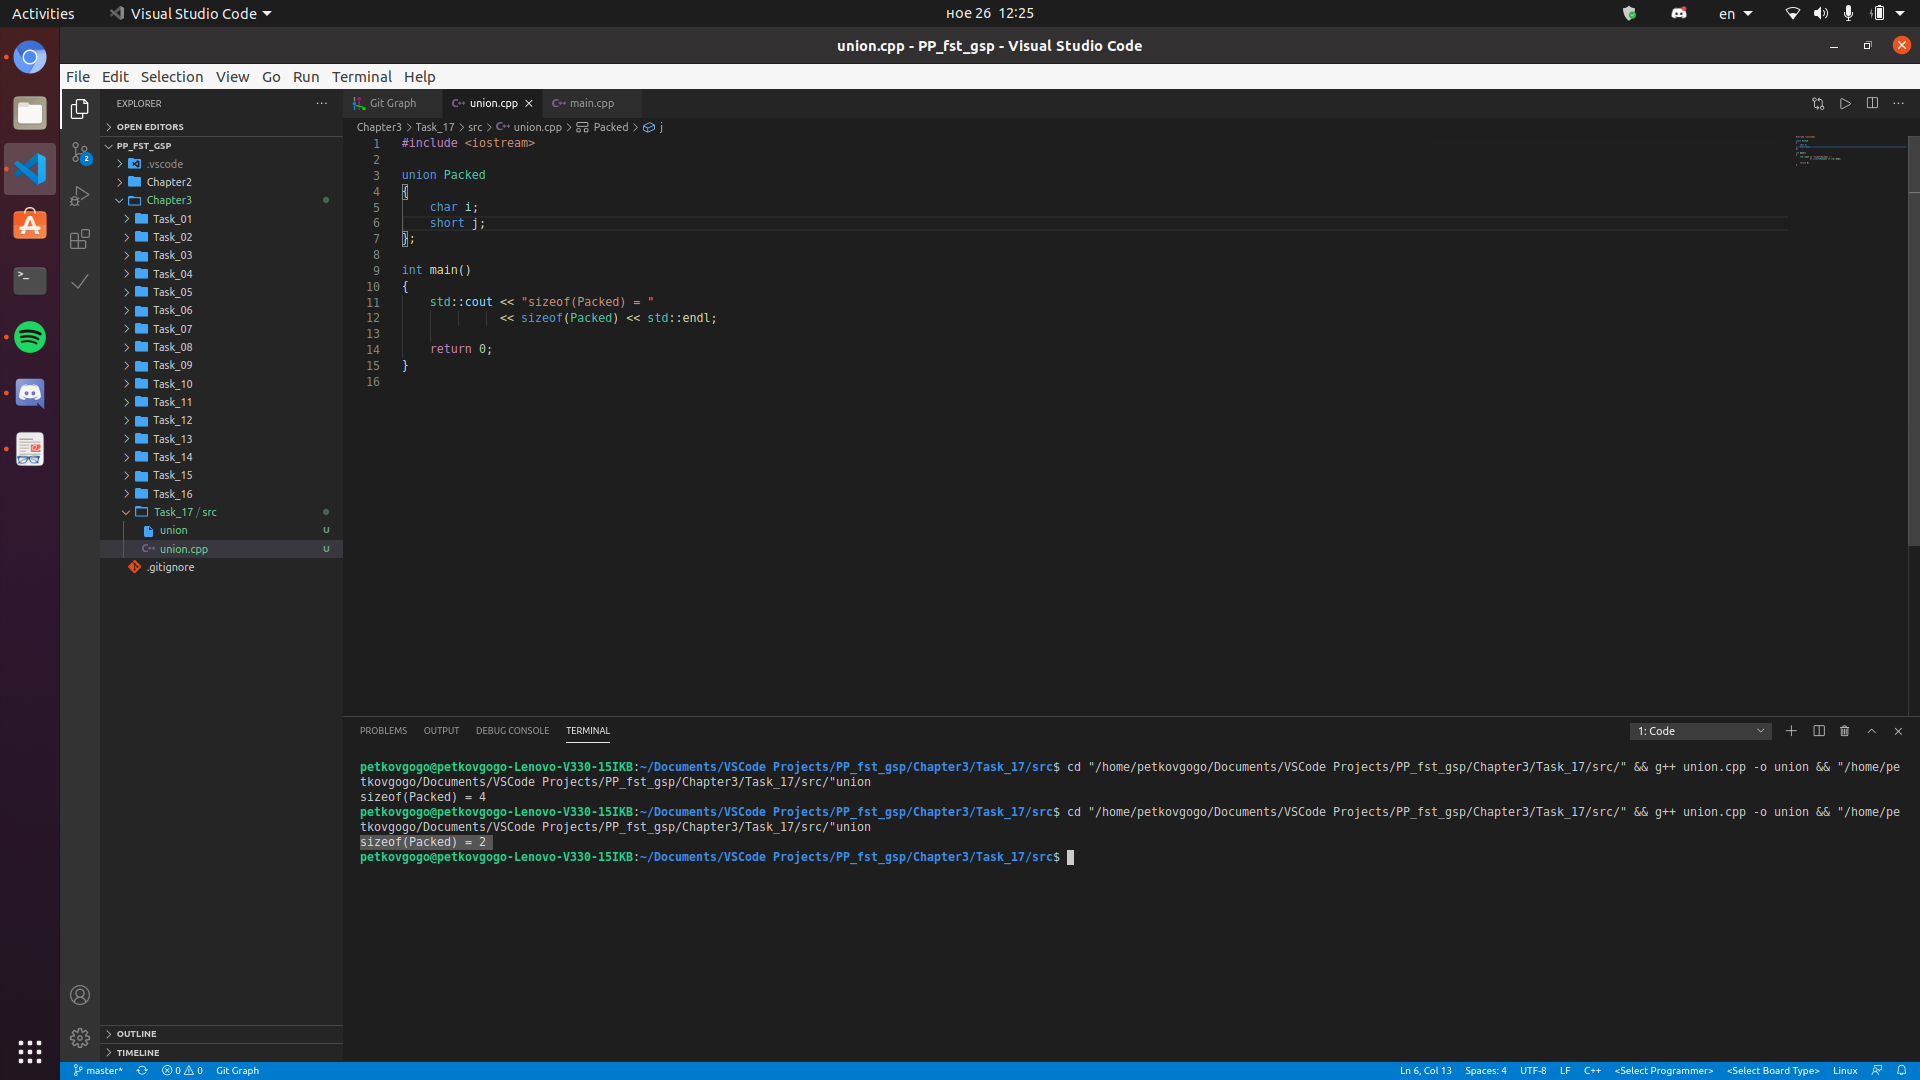 Activities
Visual Studio Code
ное 26 12:25
en
union.cpp - PP_fst_gsp - Visual Studio Code
File Edit Selection View Go Run Terminal Help
EXPLORER
OPEN EDITORS
PP_FST_GSP
.vscode
Chapter2
Chapter3
Task_01
Task_02
Task_03
Task_04
Task_05
Task_06
Task_07
Task_08
Task_09
Task_10
Task_11
Task_12
Task_13
Task_14
Task_15
Task_16
Task_17 / src
union U
union.cpp U
.gitignore
OUTLINE
TIMELINE
2
Git Graph
union.cpp
main.cpp
Chapter3 > Task_17 > src > union.cpp > Packed > j
1 #include <iostream>
2
3 union Packed
4 {
5 char i;
6 short j;
7 };
8
9 int main()
10 {
11 std::cout << "sizeof(Packed) = "
12 << sizeof(Packed) << std::endl;
13
14 return 0;
15 }
16
PROBLEMS OUTPUT DEBUG CONSOLE TERMINAL
1: Code
petkovgogo@petkovgogo-Lenovo-V330-15IKB:~/Documents/VSCode Projects/PP_fst_gsp/Chapter3/Task_17/src$ cd "/home/petkovgogo/Documents/VSCode Projects/PP_fst_gsp/Chapter3/Task_17/src/" && g++ union.cpp -o union && "/home/pe
tkovgogo/Documents/VSCode Projects/PP_fst_gsp/Chapter3/Task_17/src/"union
sizeof(Packed) = 4
petkovgogo@petkovgogo-Lenovo-V330-15IKB:~/Documents/VSCode Projects/PP_fst_gsp/Chapter3/Task_17/src$ cd "/home/petkovgogo/Documents/VSCode Projects/PP_fst_gsp/Chapter3/Task_17/src/" && g++ union.cpp -o union && "/home/pe
tkovgogo/Documents/VSCode Projects/PP_fst_gsp/Chapter3/Task_17/src/"union
sizeof(Packed) = 2
petkovgogo@petkovgogo-Lenovo-V330-15IKB:~/Documents/VSCode Projects/PP_fst_gsp/Chapter3/Task_17/src$
master* 0 0 Git Graph
Ln 6, Col 13 Spaces: 4 UTF-8 LF C++ <Select Programmer> <Select Board Type> Linux